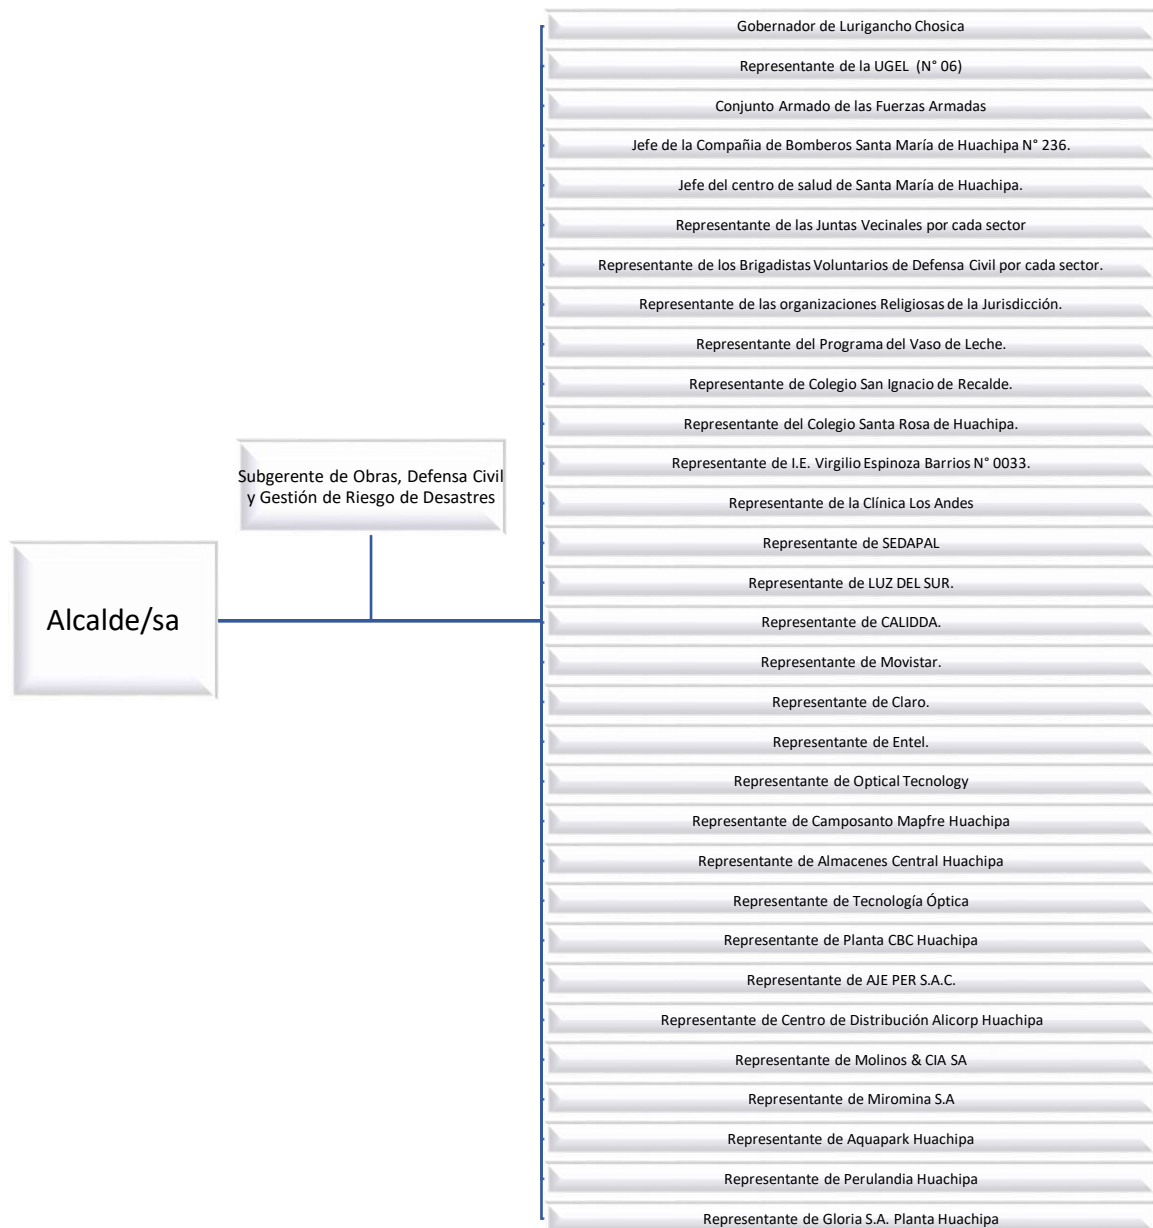 Gobernador de Lurigancho Chosica
Representante de la UGEL (N° 06)
Conjunto Armado de las Fuerzas Armadas
Jefe de la Compañia de Bomberos Santa María de Huachipa N° 236.
Jefe del centro de salud de Santa María de Huachipa.
Representante de las Juntas Vecinales por cada sector
Representante de los Brigadistas Voluntarios de Defensa Civil por cada sector.
Representante de las organizaciones Religiosas de la Jurisdicción.
Representante del Programa del Vaso de Leche.
Representante de Colegio San Ignacio de Recalde.
Representante del Colegio Santa Rosa de Huachipa.
Representante de I.E. Virgilio Espinoza Barrios N° 0033.
Representante de la Clínica Los Andes
Representante de SEDAPAL
Representante de LUZ DEL SUR.
Representante de CALIDDA.
Representante de Movistar.
Representante de Claro.
Representante de Entel.
Representante de Optical Tecnology
Representante de Camposanto Mapfre Huachipa
Representante de Almacenes Central Huachipa
Representante de Tecnología Óptica
Representante de Planta CBC Huachipa
Representante de AJE PER S.A.C.
Representante de Centro de Distribución Alicorp Huachipa
Representante de Molinos & CIA SA
Representante de Miromina S.A
Representante de Aquapark Huachipa
Representante de Perulandia Huachipa
Representante de Gloria S.A. Planta Huachipa
Subgerente de Obras, Defensa Civil
y Gestión de Riesgo de Desastres
Alcalde/sa